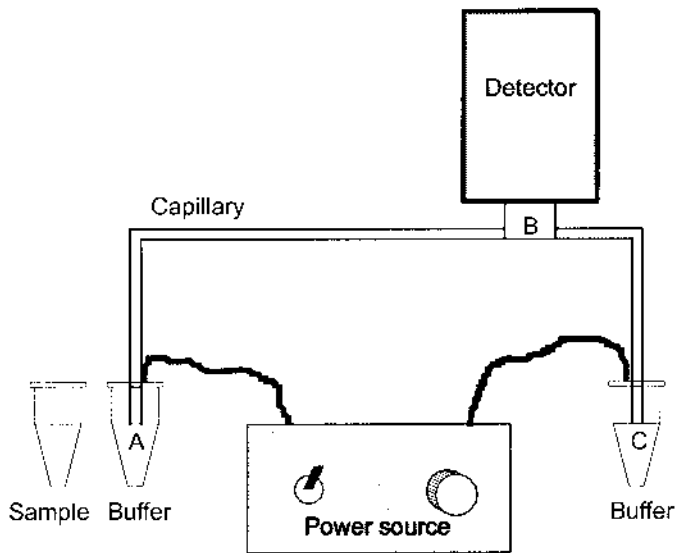 Detector
Capillary
B
A
C
Sample Buffer
Buffer
Power source